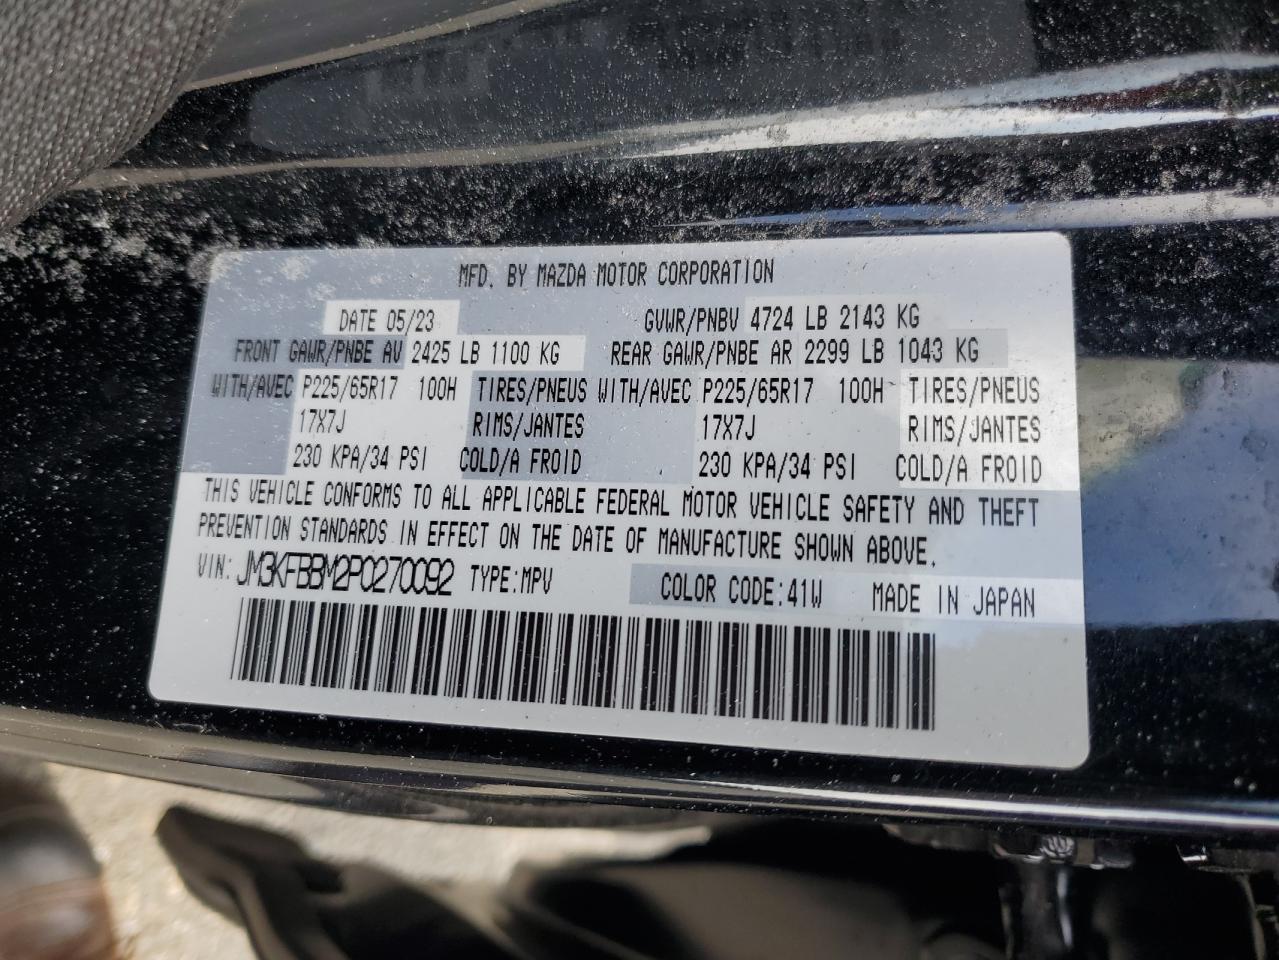 MFD. BY MAZDA MOTOR CORPORATION
DATE 05/23 GVWR/PNBV 4724 LB 2143 KG
FRONT GAWR/PNBE AV 2425 LB 1100 KG REAR GAWR/PNBE AR 2299 LB 1043 KG
WITH/AVEC P225/65R17 100H TIRES/PNEUS WITH/AVEC P225/65R17 100H TIRES/PNEUS
17X7J RIMS/JANTES 17X7J RIMS/JANTES
230 KPA/34 PSI COLD/A FROID 230 KPA/34 PSI COLD/A FROID
THIS VEHICLE CONFORMS TO ALL APPLICABLE FEDERAL MOTOR VEHICLE SAFETY AND THEFT
PREVENTION STANDARDS IN EFFECT ON THE DATE OF MANUFACTURE SHOWN ABOVE.
VIN: JM3KFBBM2P0270092 TYPE:MPV COLOR CODE:41W MADE IN JAPAN